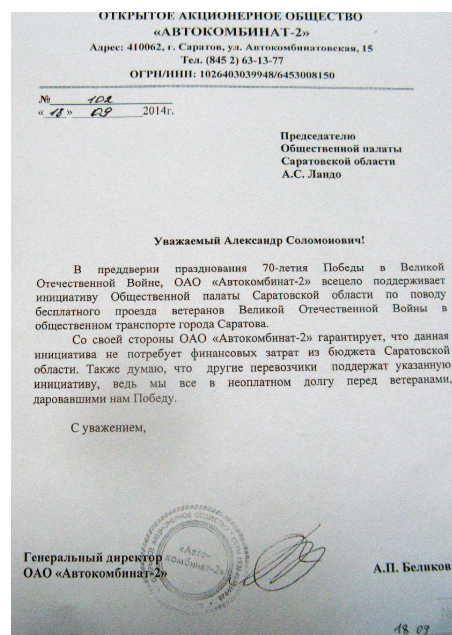 ОТКРЫТОЕ АКЦИОНЕРНОЕ ОБЩЕСТВО
«АВТОКОМБИНАТ-2»
Адрес: 410062, г. Саратов, ул. Автокомбинатовская, 15
Тел. (845 2) 63-13-77
ОГРН/ИНН: 1026403039948/6453008150
№ 102
«18» 09 2014г.
Председателю
Общественной палаты
Саратовской области
А.С. Ландо
Уважаемый Александр Соломонович!
В преддверии празднования 70-летия Победы в Великой
Отечественной Войне, ОАО «Автокомбинат-2» всецело поддерживает
инициативу Общественной палаты Саратовской области по поводу
бесплатного проезда ветеранов Великой Отечественной Войны в
общественном транспорте города Саратова.
Со своей стороны ОАО «Автокомбинат-2» гарантирует, что данная
инициатива не потребует финансовых затрат из бюджета Саратовской
области. Также думаю, что другие перевозчики поддержат указанную
инициативу, ведь мы все в неоплатном долгу перед ветеранами,
даровавшими нам Победу.
С уважением,
«Авто-
комбинат-2»
Генеральный директор
ОАО «Автокомбинат-2»
А.П. Беликов
18 09